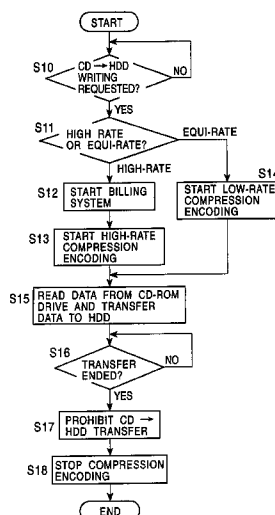 START
S10
CD → HDD
WRITING
REQUESTED?
NO
YES
S11
HIGH RATE
OR EQUI-RATE?
EQUI-RATE
HIGH-RATE
S12
START BILLING
SYSTEM
S14
START LOW-RATE
COMPRESSION
ENCODING
S13
START HIGH-RATE
COMPRESSION
ENCODING
S15
READ DATA FROM CD-ROM
DRIVE AND TRANSFER
DATA TO HDD
S16
TRANSFER
ENDED?
NO
YES
S17
PROHIBIT CD →
HDD TRANSFER
S18
STOP COMPRESSION
ENCODING
END